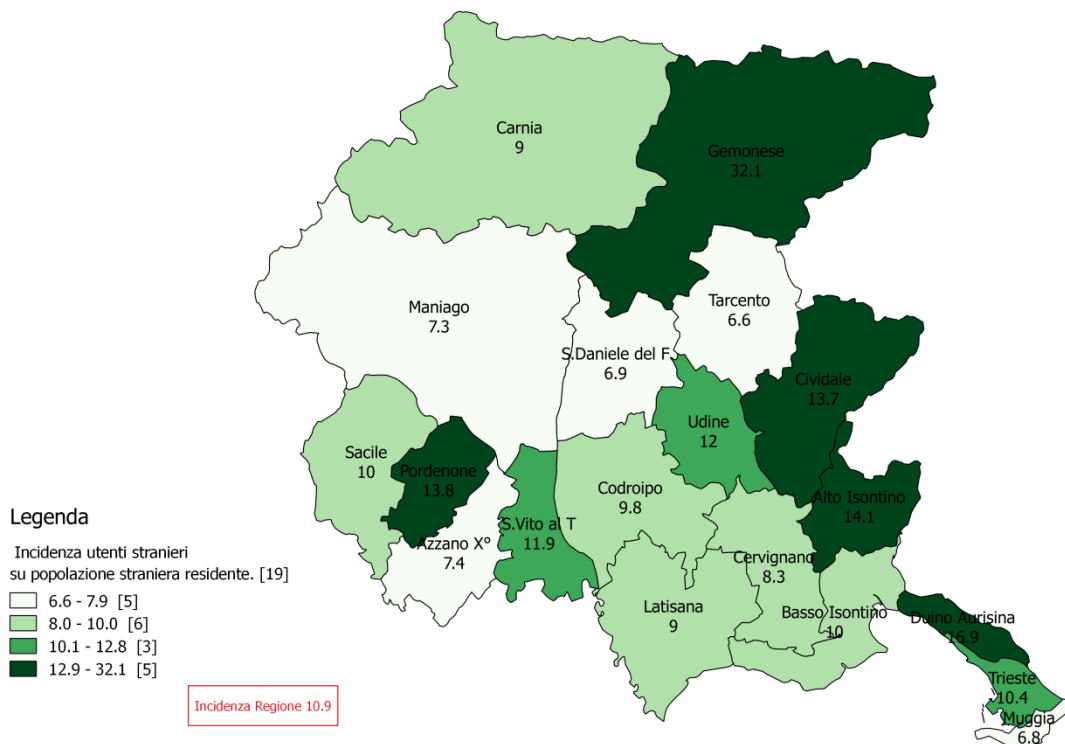 Carnia
9
Gemonese
32.1
Maniago
7.3
Tarcento
6.6
S.Daniele del F.
6.9
Cividale
13.7
Udine
12
Sacile
10
Pordenone
13.8
Codroipo
9.8
Alto Isontino
14.1
S.Vito al T
11.9
Azzano X°
7.4
Cervignano
8.3
Latisana
9
Basso Isontino
10
Duino Aurisina
16.9
Trieste
10.4
Muggia
6.8
Legenda
Incidenza utenti stranieri
su popolazione straniera residente. [19]
6.6 - 7.9 [5]
8.0 - 10.0 [6]
10.1 - 12.8 [3]
12.9 - 32.1 [5]
Incidenza Regione 10.9